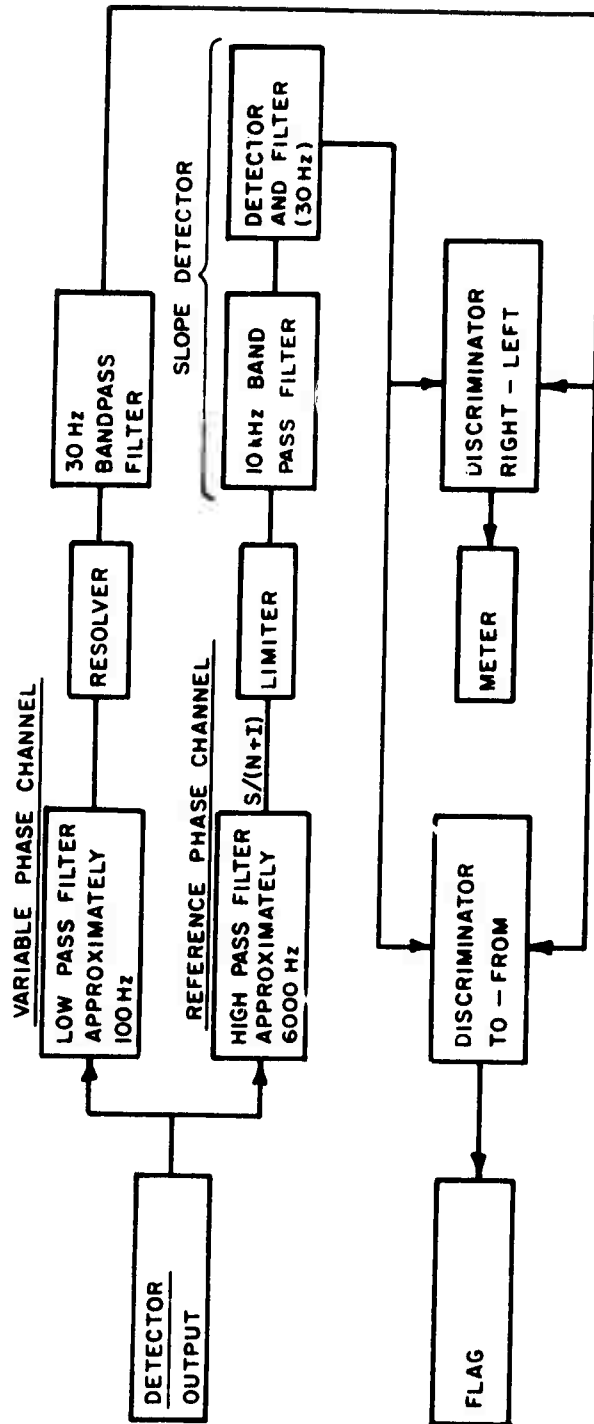 DETECTOR
OUTPUT
VARIABLE PHASE CHANNEL
LOW PASS FILTER
APPROXIMATELY
100 Hz
RESOLVER
30 Hz
BANDPASS
FILTER
REFERENCE PHASE CHANNEL
HIGH PASS FILTER
APPROXIMATELY
6000 Hz
S/(N+I)
LIMITER
SLOPE DETECTOR
10 kHz BAND
PASS FILTER
DETECTOR
AND FILTER
(30 Hz)
FLAG
DISCRIMINATOR
TO – FROM
METER
DISCRIMINATOR
RIGHT – LEFT